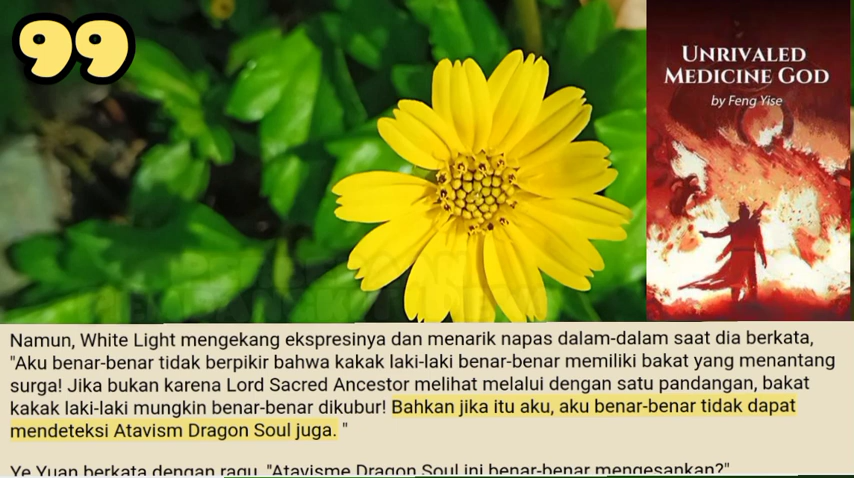 99
UNRIVALED
MEDICINE GOD
by Feng Yise
Namun, White Light mengekang ekspresinya dan menarik napas dalam-dalam saat dia berkata,
"Aku benar-benar tidak berpikir bahwa kakak laki-laki benar-benar memiliki bakat yang menantang
surga! Jika bukan karena Lord Sacred Ancestor melihat melalui dengan satu pandangan, bakat
kakak laki-laki mungkin benar-benar dikubur! Bahkan jika itu aku, aku benar-benar tidak dapat
mendeteksi Atavism Dragon Soul juga. "
Ye Yuan berkata dengan ragu, "Atavisme Dragon Soul ini benar-benar mengesankan?"